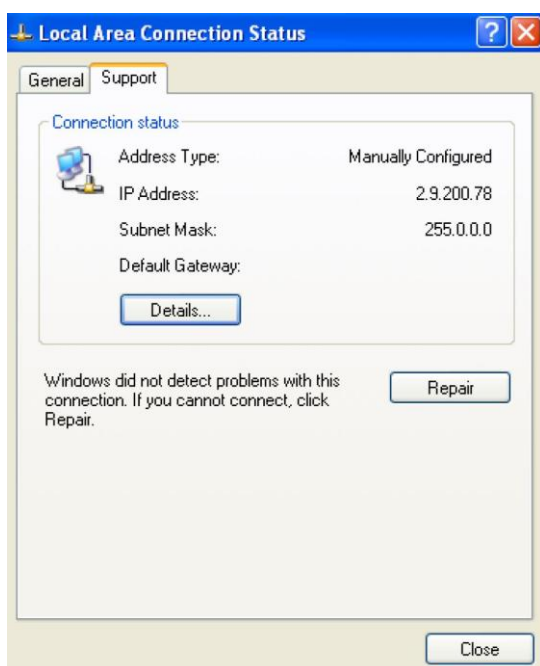 Local Area Connection Status
General Support
Connection status
Address Type: Manually Configured
IP Address: 2.9.200.78
Subnet Mask: 255.0.0.0
Default Gateway:
Details...
Windows did not detect problems with this
connection. If you cannot connect, click
Repair.
Repair
Close